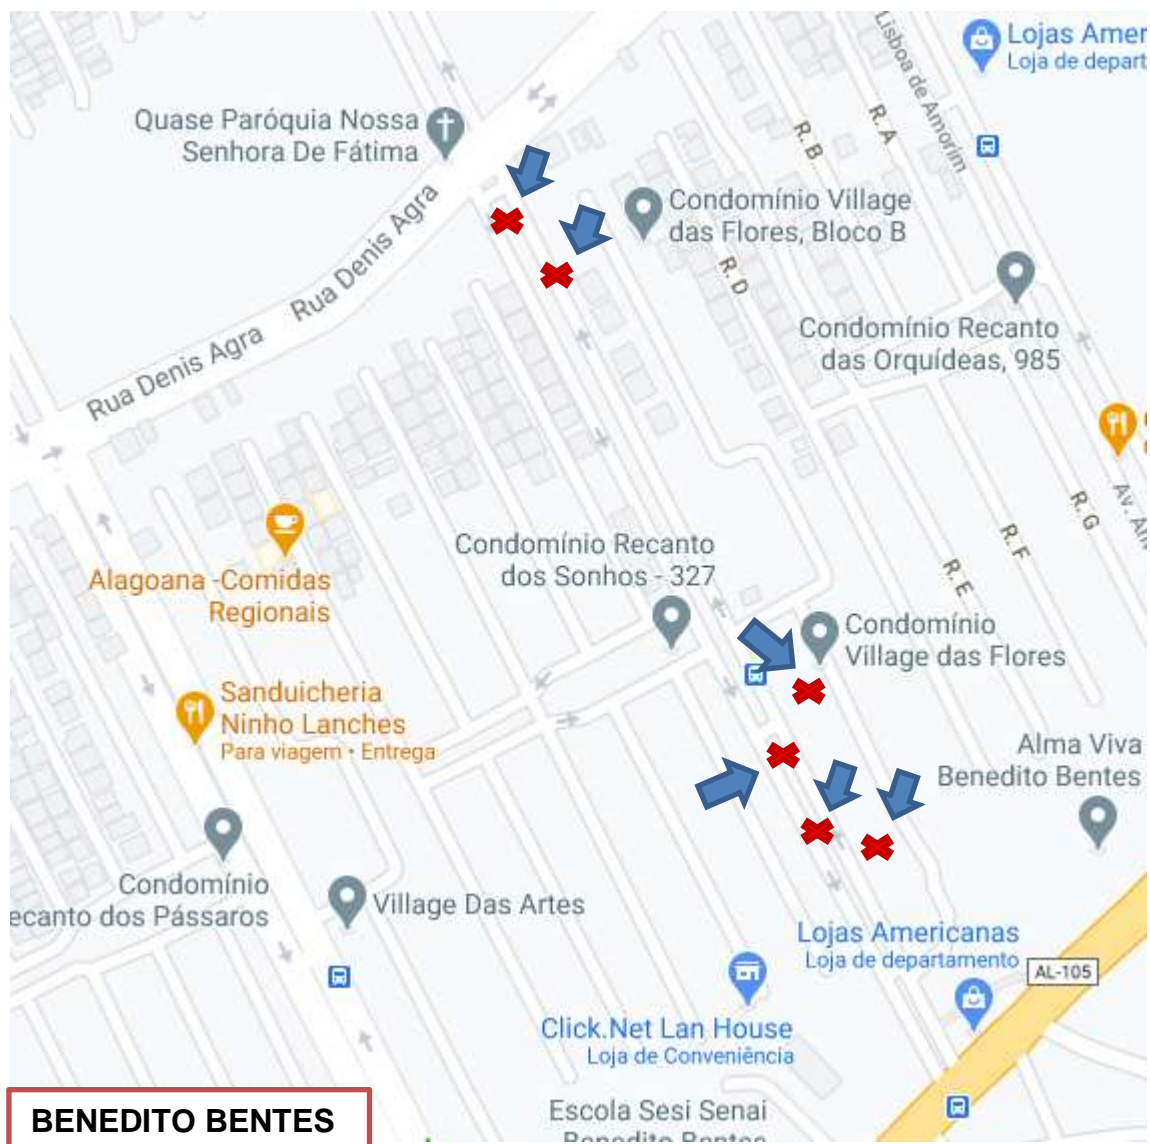 Lojas Amer
Loja de depart
Lisboa de Amorim
R. A
R. B
Quase Paróquia Nossa
Senhora De Fátima
Condomínio Village
das Flores, Bloco B
Rua Denis Agra
R. D
Condomínio Recanto
das Orquídeas, 985
Rua Denis Agra
R. G
R. F
R. E
Condomínio Recanto
dos Sonhos - 327
Alagoana -Comidas
Regionais
Condomínio
Village das Flores
Sanduicheria
Ninho Lanches
Para viagem • Entrega
Alma Viva
Benedito Bentes
Condomínio
ecanto dos Pássaros
Village Das Artes
Lojas Americanas
Loja de departamento
AL-105
Click.Net Lan House
Loja de Conveniência
Escola Sesi Senai
Benedito Bentes
BENEDITO BENTES